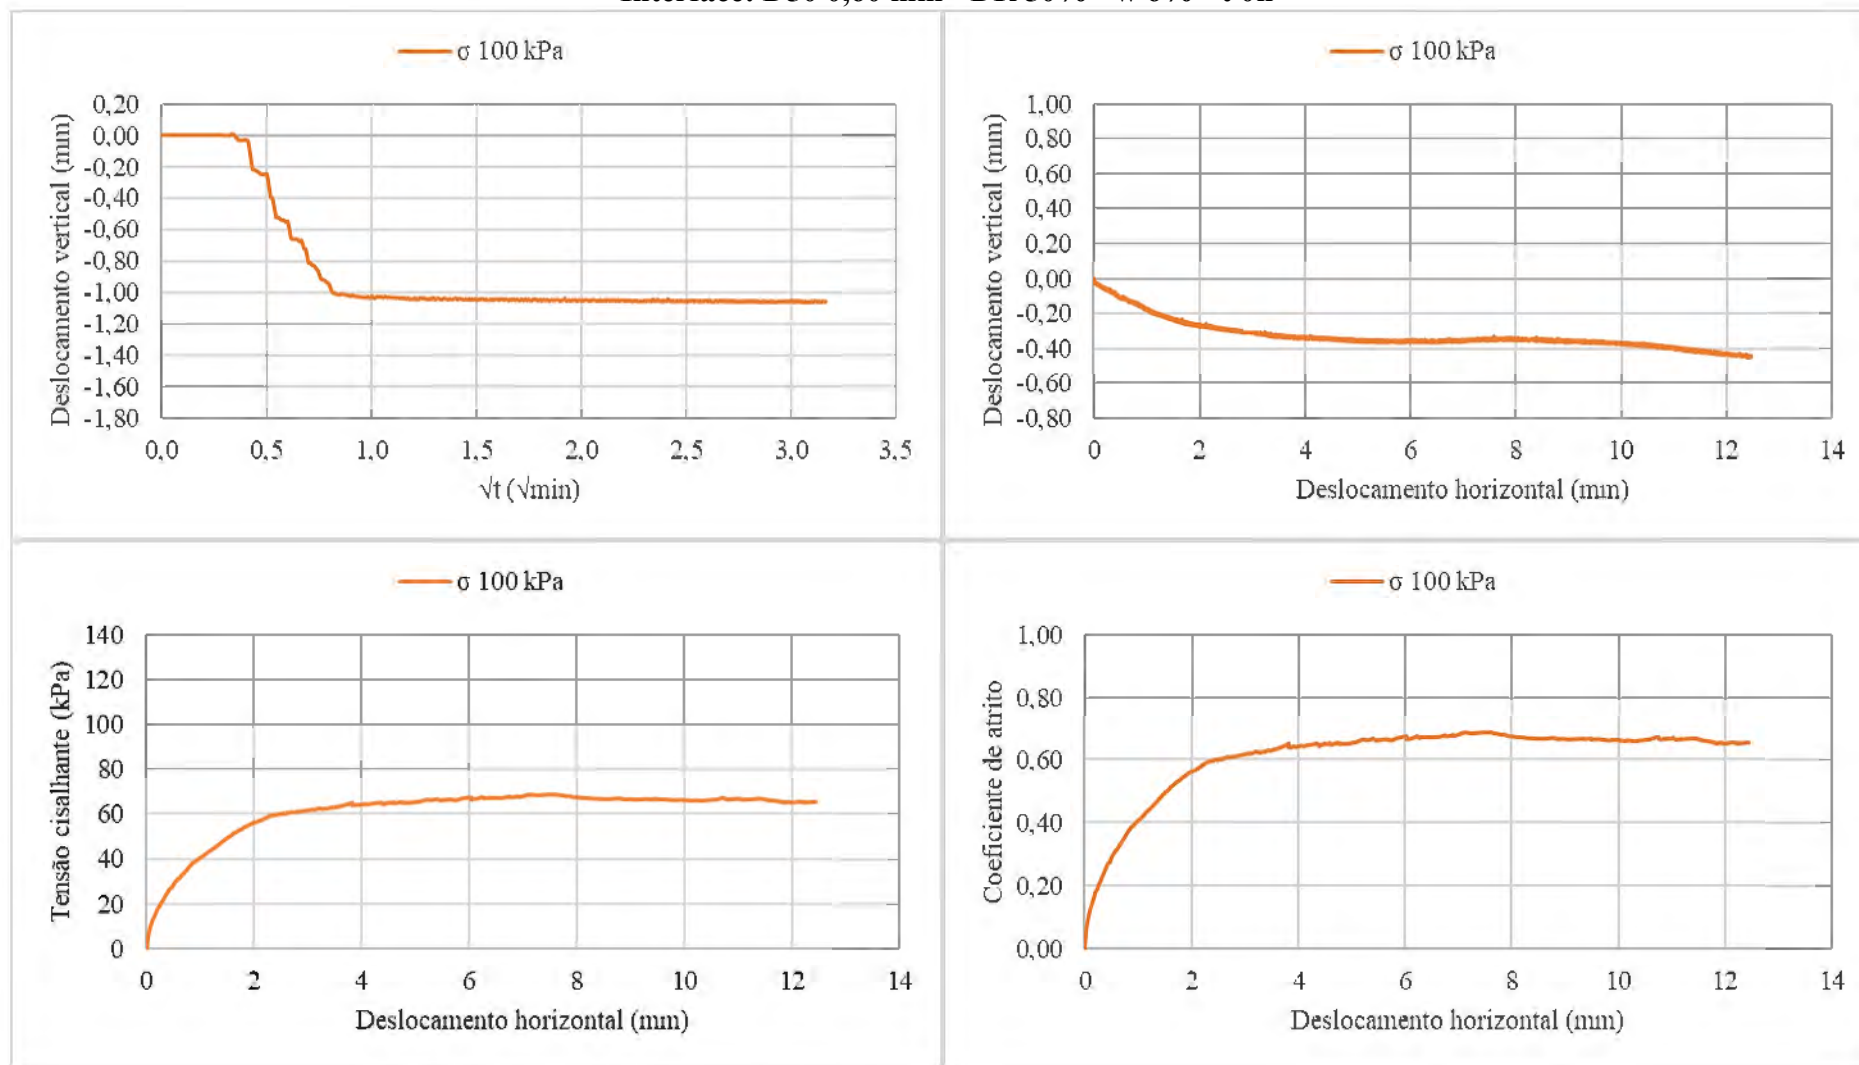 σ 100 kPa
Deslocamento vertical (mm)
0,20
0,00
-0,20
-0,40
-0,60
-0,80
-1,00
-1,20
-1,40
-1,60
-1,80
0,0 0,5 1,0 1,5 2,0 2,5 3,0 3,5
√t (√min)
σ 100 kPa
Deslocamento vertical (mm)
1,00
0,80
0,60
0,40
0,20
0,00
-0,20
-0,40
-0,60
-0,80
0 2 4 6 8 10 12 14
Deslocamento horizontal (mm)
σ 100 kPa
Tensão cisalhante (kPa)
140
120
100
80
60
40
20
0
0 2 4 6 8 10 12 14
Deslocamento horizontal (mm)
σ 100 kPa
Coeficiente de atrito
1,00
0,80
0,60
0,40
0,20
0,00
0 2 4 6 8 10 12 14
Deslocamento horizontal (mm)